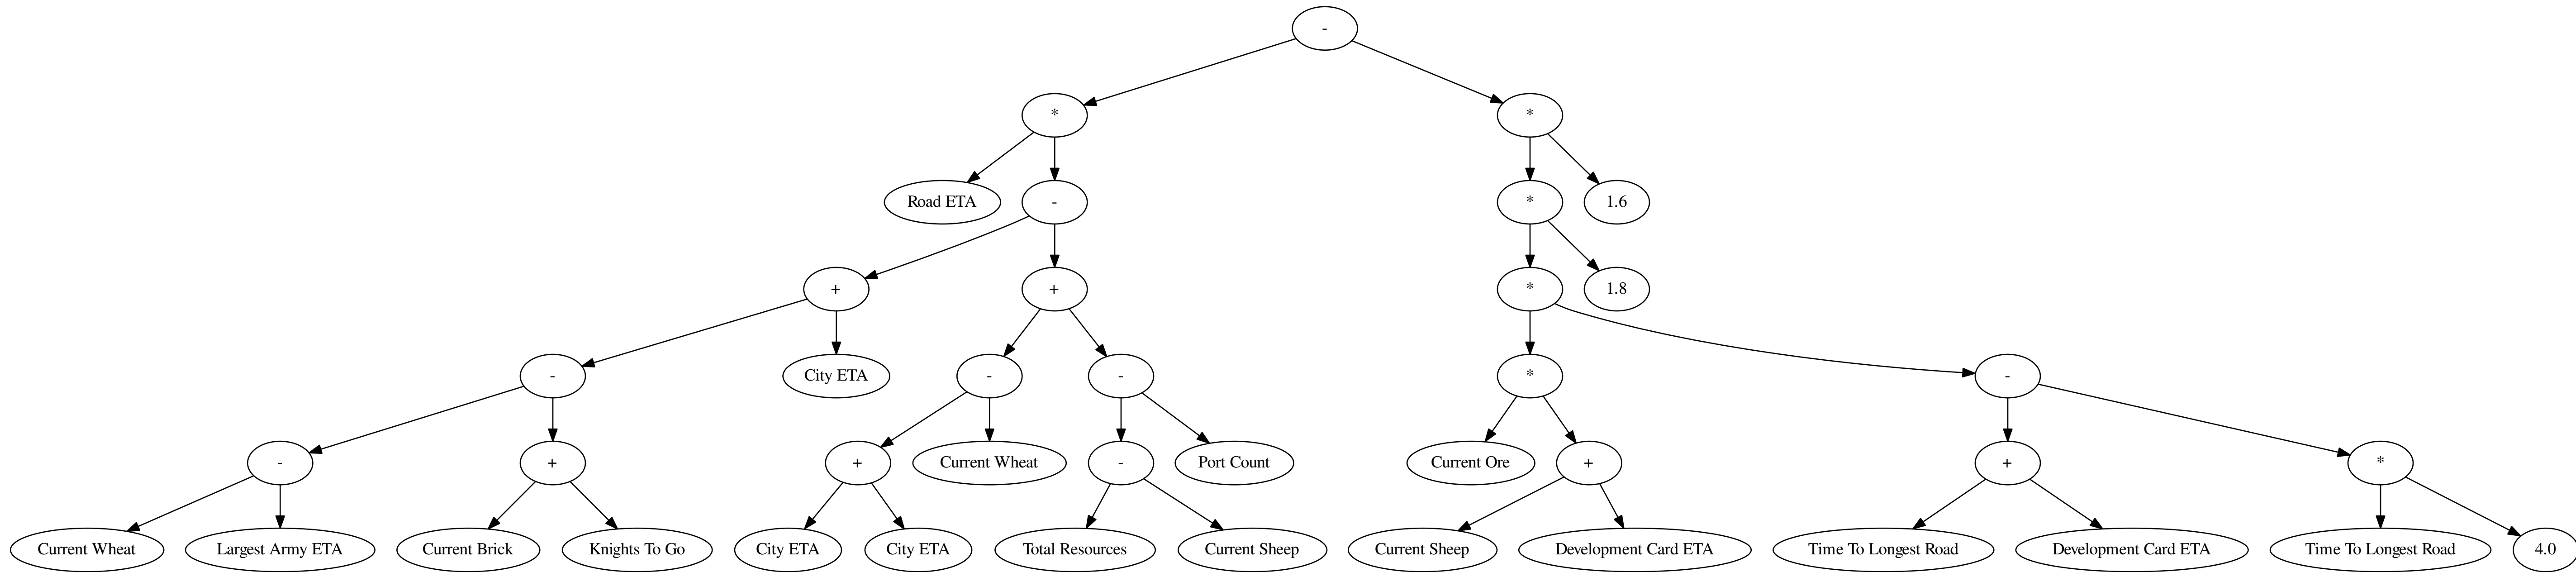 -
* *
Road ETA - * 1.6
+ + * 1.8
- City ETA - - * -
- + + Current Wheat - Port Count Current Ore + + *
Current Wheat Largest Army ETA Current Brick Knights To Go City ETA City ETA Total Resources Current Sheep Current Sheep Development Card ETA Time To Longest Road Development Card ETA Time To Longest Road 4.0